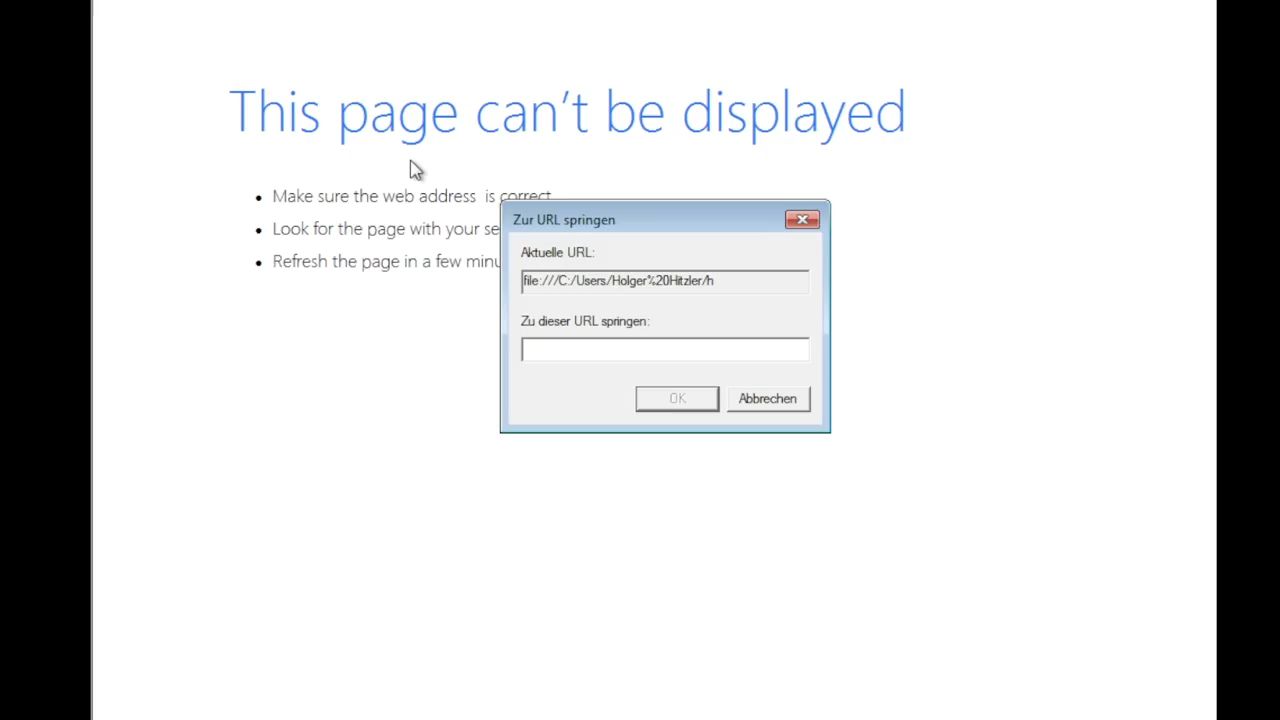 This page can't be displayed
• Make sure the web address is correct
• Look for the page with your se
• Refresh the page in a few minu
Zur URL springen
Aktuelle URL:
file:///C:/Users/Holger%20Hitzler/h
Zu dieser URL springen:
OK
Abbrechen